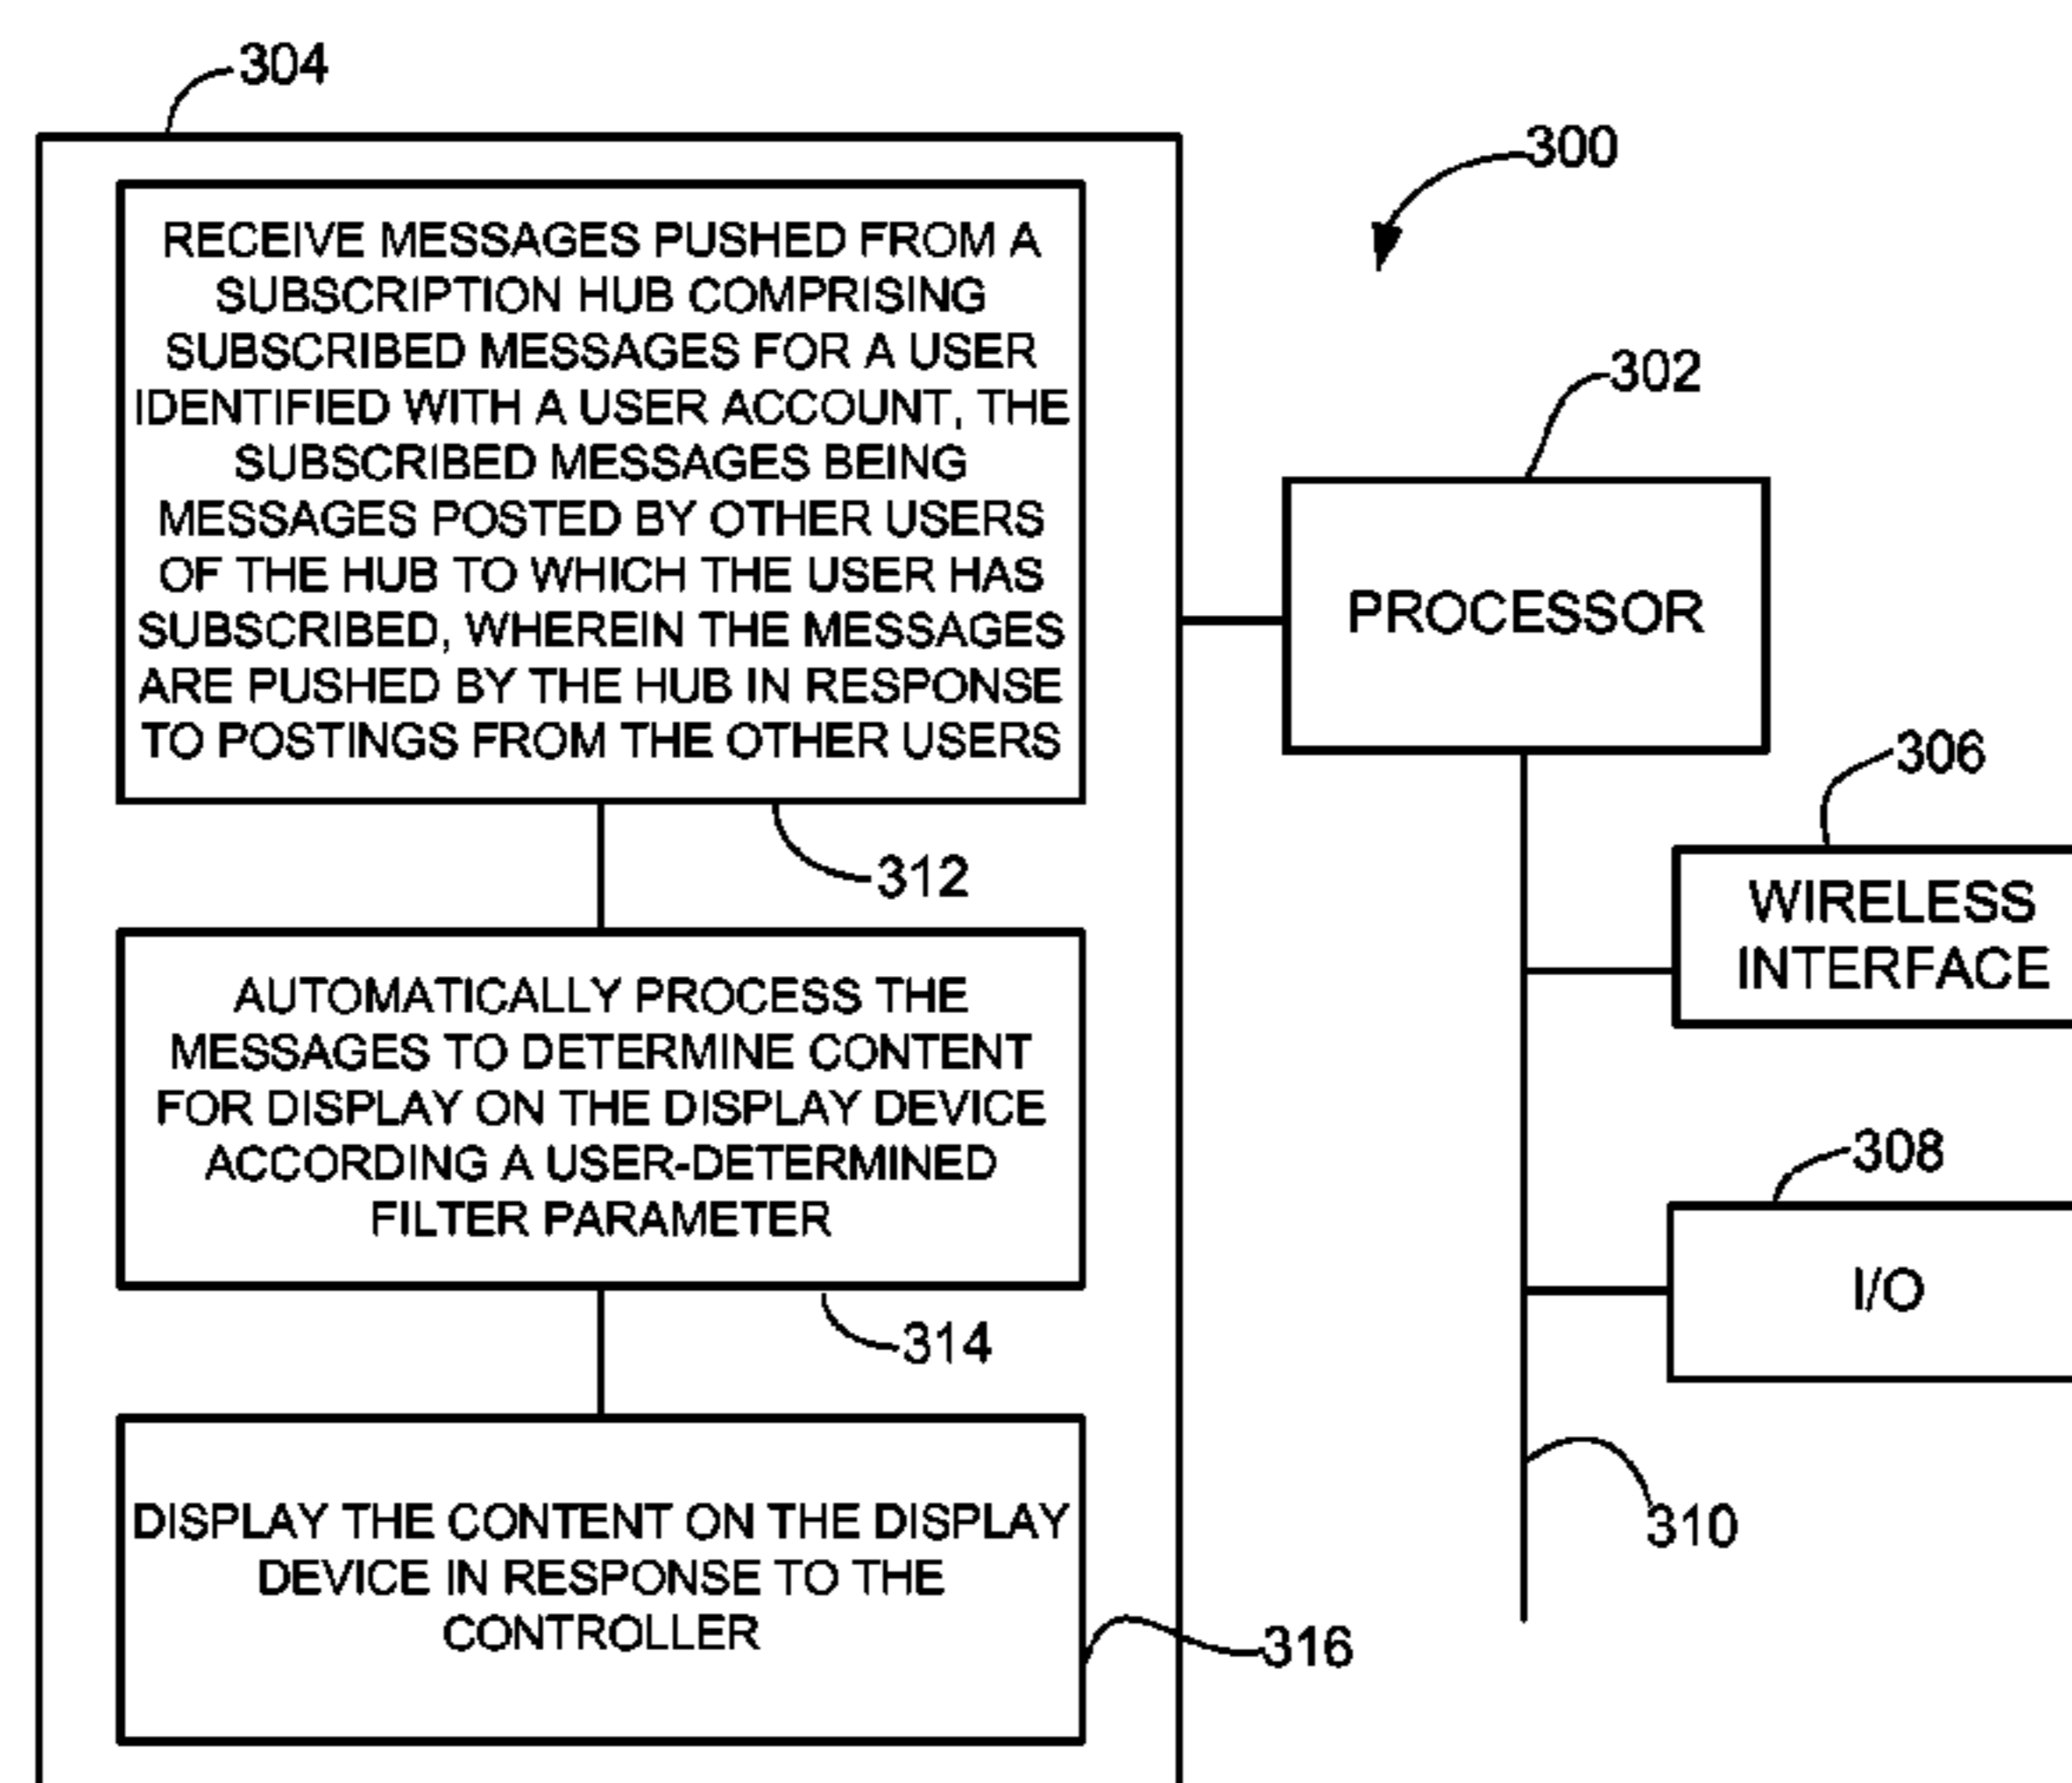 304
300
RECEIVE MESSAGES PUSHED FROM A
SUBSCRIPTION HUB COMPRISING
SUBSCRIBED MESSAGES FOR A USER
IDENTIFIED WITH A USER ACCOUNT, THE
SUBSCRIBED MESSAGES BEING
MESSAGES POSTED BY OTHER USERS
OF THE HUB TO WHICH THE USER HAS
SUBSCRIBED, WHEREIN THE MESSAGES
ARE PUSHED BY THE HUB IN RESPONSE
TO POSTINGS FROM THE OTHER USERS
302
PROCESSOR
306
312
WIRELESS
INTERFACE
AUTOMATICALLY PROCESS THE
MESSAGES TO DETERMINE CONTENT
FOR DISPLAY ON THE DISPLAY DEVICE
ACCORDING A USER-DETERMINED
FILTER PARAMETER
308
I/O
314
DISPLAY THE CONTENT ON THE DISPLAY
DEVICE IN RESPONSE TO THE
CONTROLLER
310
316